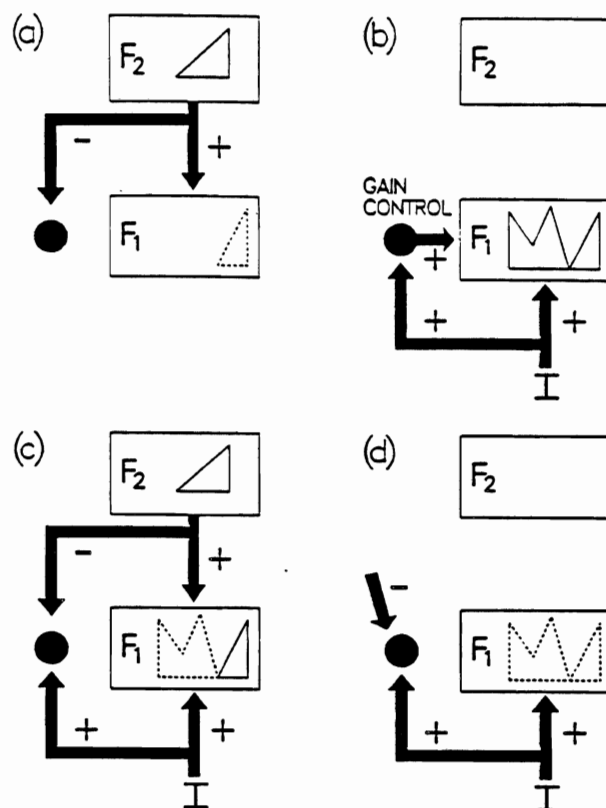 (a)
F2
-
+
F1
(b)
F2
GAIN
CONTROL
F1
+
+
+
I
(c)
F2
-
+
F1
+
+
I
(d)
F2
-
F1
+
+
I